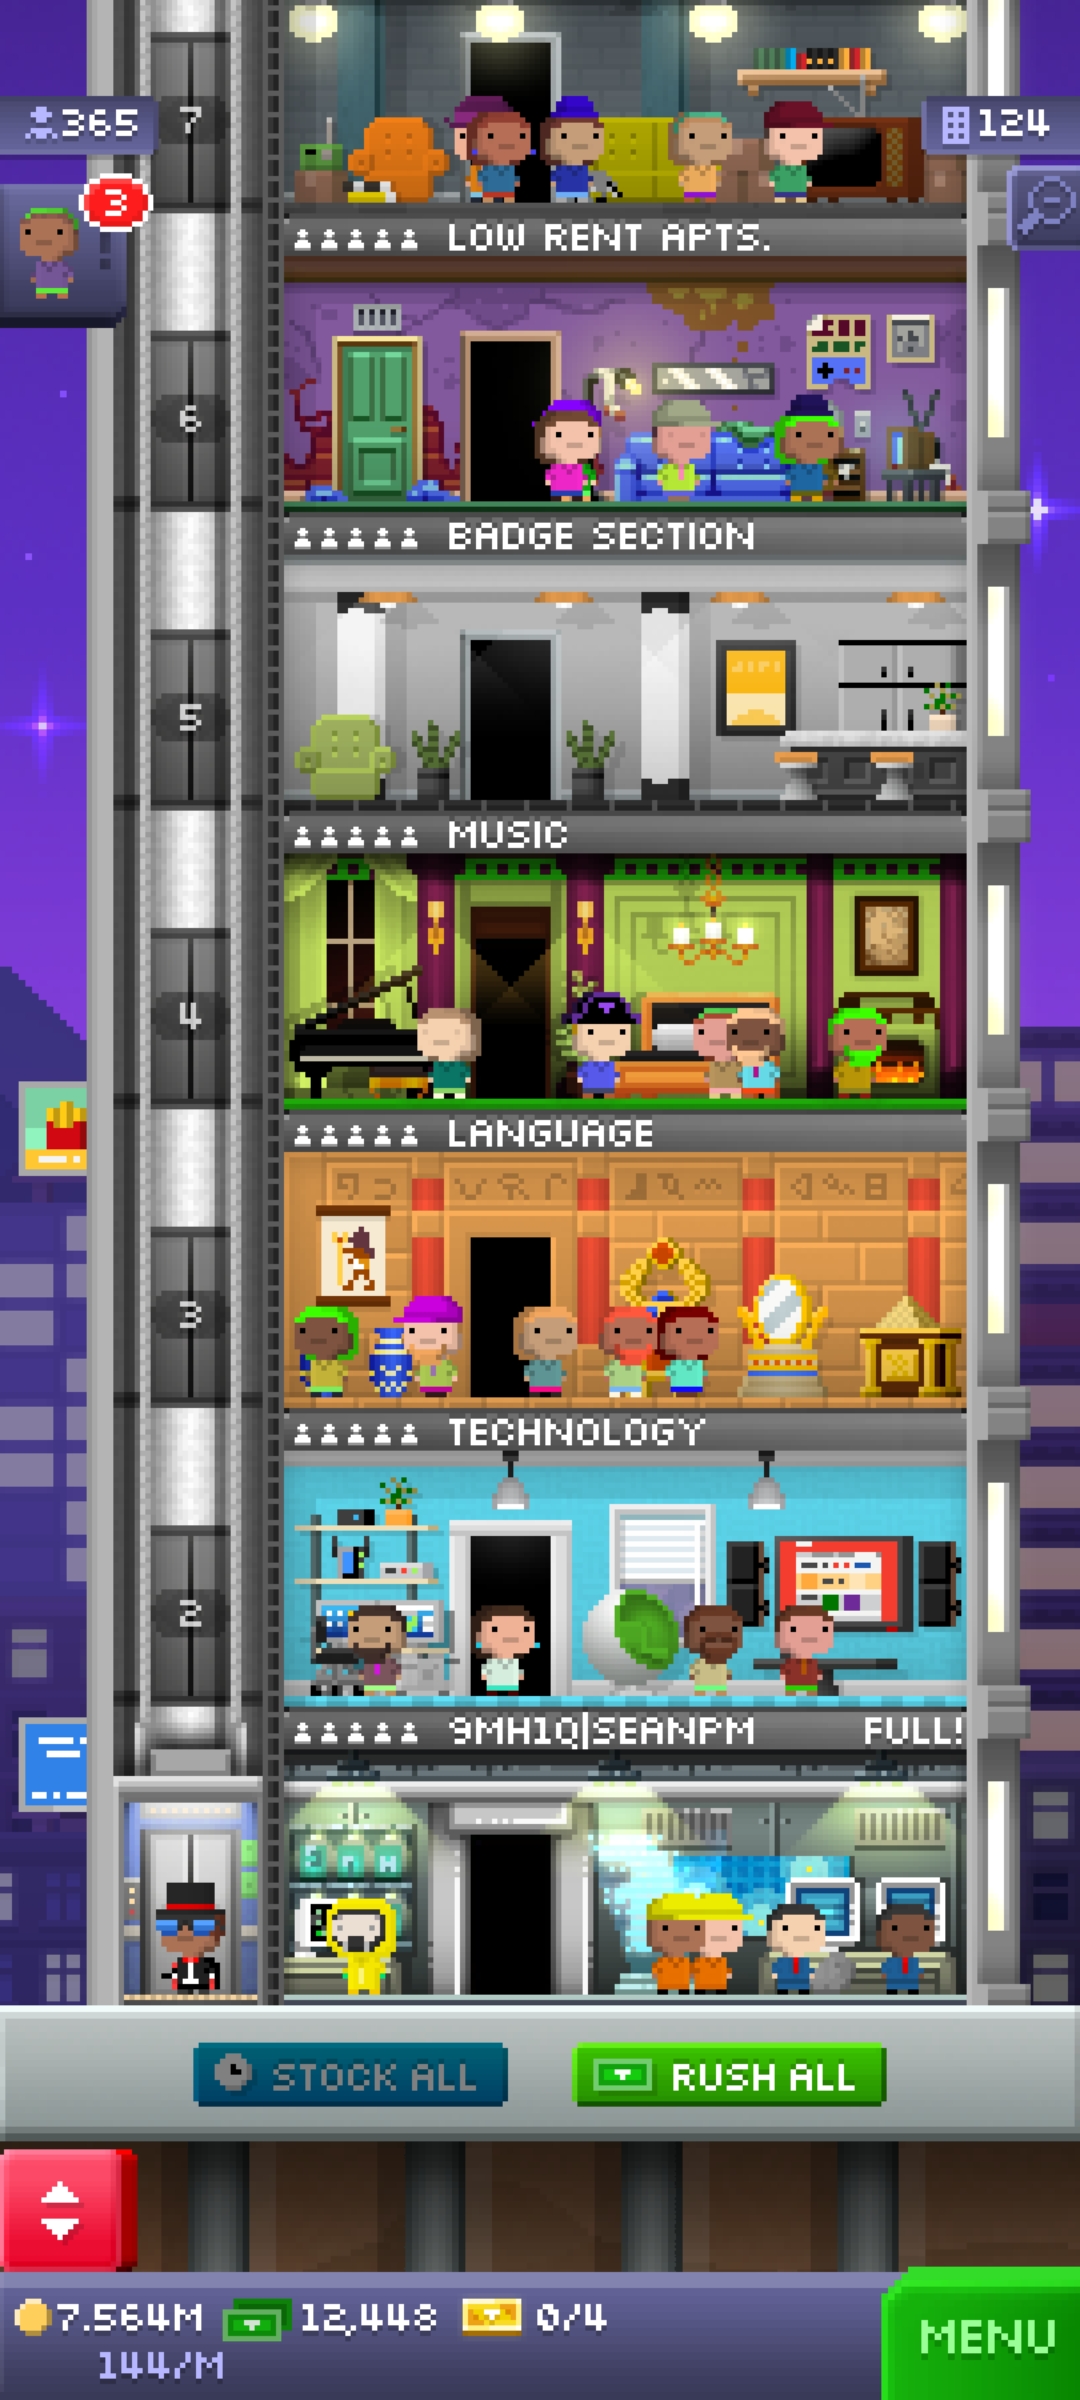 7
365
124
3
LOW RENT APTS.
6
BADGE SECTION
5
MUSIC
4
LANGUAGE
3
TECHNOLOGY
2
9MH1Q|SEANPM FULL!
STOCK ALL
RUSH ALL
7.564M 12,448 0/4
144/M
MENU